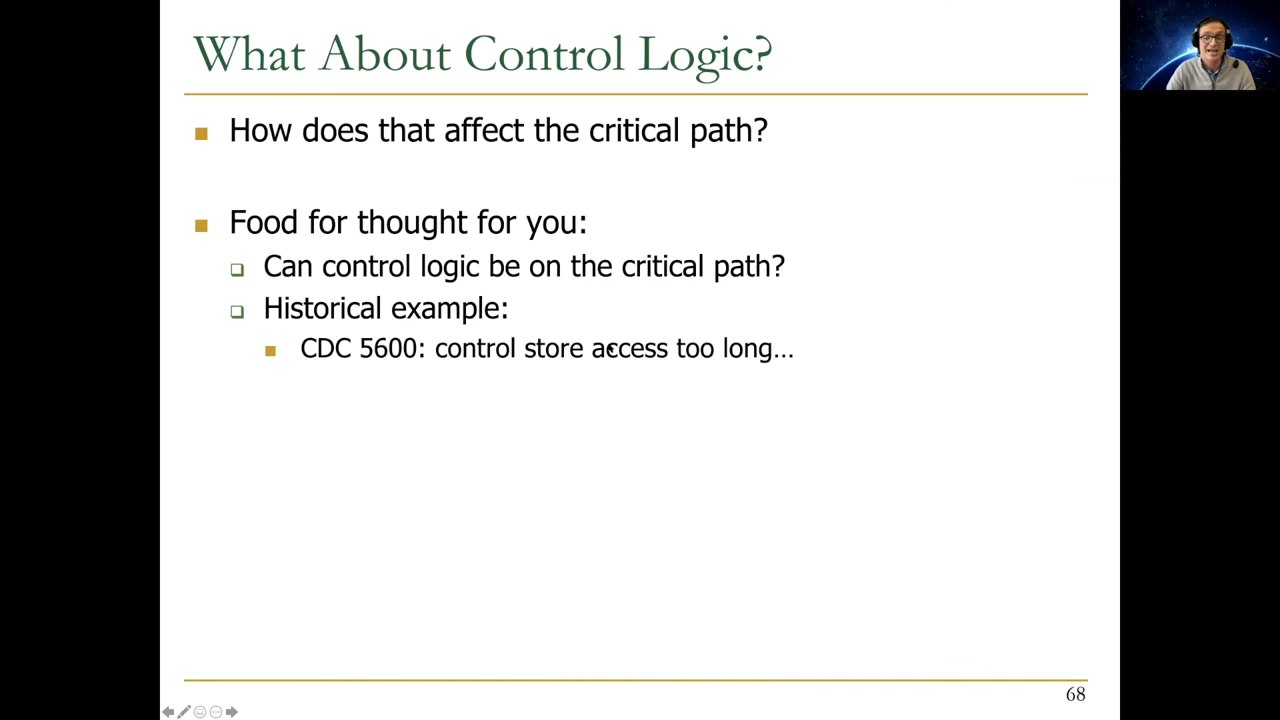 What About Control Logic?
How does that affect the critical path?
Food for thought for you:
Can control logic be on the critical path?
Historical example:
CDC 5600: control store access too long…
68